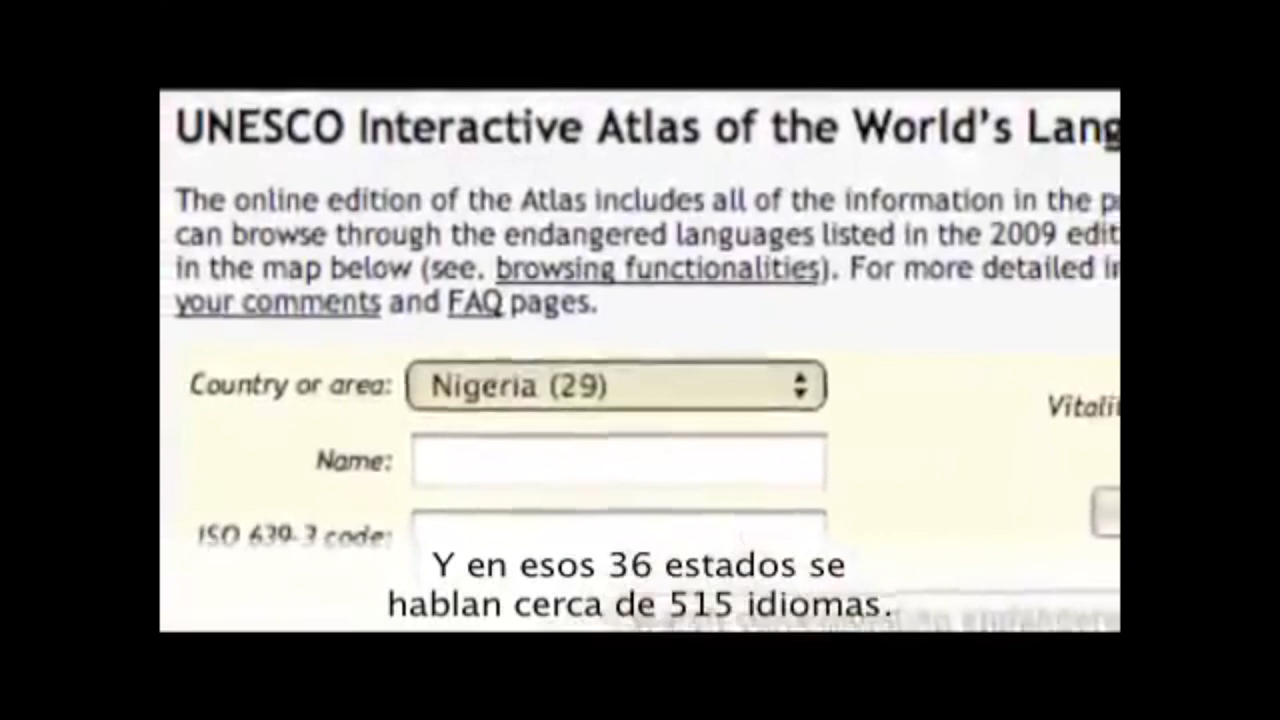 UNESCO Interactive Atlas of the World's Lang
The online edition of the Atlas includes all of the information in the
can browse through the endangered languages listed in the 2009 edit
in the map below (see. browsing functionalities). For more detailed
your comments and FAQ pages.
Country or area: Nigeria (29)
Vitali
Name:
ISO 639-3 code:
Y en esos 36 estados se
hablan cerca de 515 idiomas.